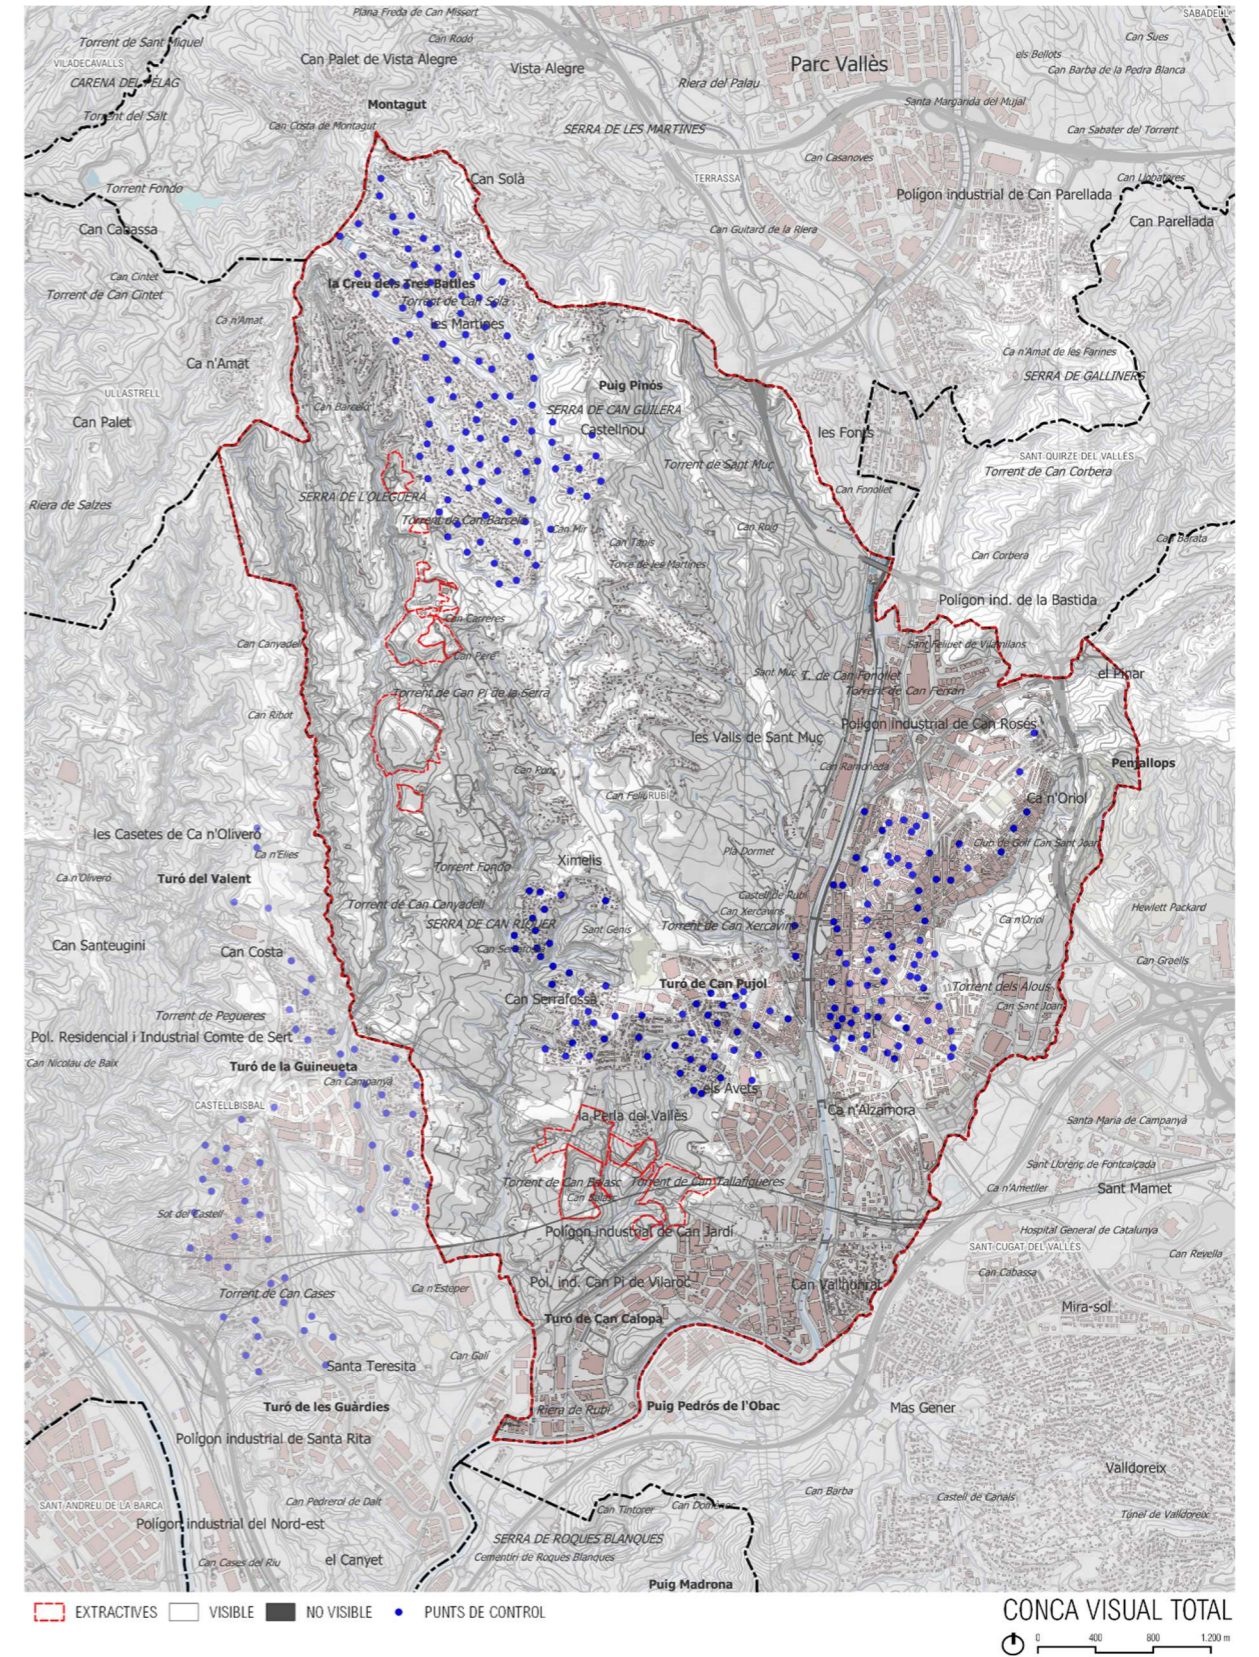 Plana Freda de Can Missert
SABADELL
Torrent de Sant Miquel
Can Rodó
Can Sues
VILADECAVALLS
Can Palet de Vista Alegre
Vista Alegre
Parc Vallès
els Bellots
Can Barba de la Pedra Blanca
CARENA DEL PÈLAG
Riera del Palau
Montagut
Santa Margarida del Mujal
Torrent del Salt
Can Costa de Montagut
SERRA DE LES MARTINES
Can Sabater del Torrent
Can Casanoves
Can Solà
TERRASSA
Can Llobateres
Torrent Fondo
Polígon industrial de Can Parellada
Can Parellada
Can Cabassa
Can Guitard de la Riera
Can Cintet
la Creu dels Tres Batlles
Torrent de Can Cintet
Torrent de Can Solà
Ca n'Amat
les Martines
Ca n'Amat
Ca n'Amat de les Farines
SERRA DE GALLINERS
ULLASTRELL
Puig Pinós
Can Barceló
SERRA DE CAN GUILERA
Can Palet
Castellnou
les Fonts
SANT QUIRZE DEL VALLÈS
Torrent de Sant Muç
Torrent de Can Corbera
Can Fonollet
SERRA DE L'OLEGUERA
Riera de Salzes
Torrent de Can Barceló
Can Mir
Can Roig
Can Barata
Can Tapis
Can Corbera
Torre de les Martines
Polígon ind. de la Bastida
Can Carreres
Can Canyadell
Sant Feliuet de Vilamilans
Can Pere
Sant Muç
T. de Can Fonollet
el Pinar
Torrent de Can Pi de la Serra
Torrent de Can Ferran
Can Ribot
Polígon industrial de Can Rosés
les Valls de Sant Muç
Can Ponç
Can Ramoneda
Penjallops
Can Feliu
RUBÍ
Ca n'Oriol
les Casetes de Ca n'Oliveró
Club de Golf Can Sant Joan
Ca n'Elies
Pla Dormet
Ximelis
Torrent Fondo
Ca n'Oliveró
Turó del Valent
Castell de Rubí
Torrent de Can Canyadell
Can Xercavins
Hewlett Packard
SERRA DE CAN RIQUER
Sant Genís
Torrent de Can Xercavins
Ca n'Oriol
Can Santeugini
Can Costa
Can Serrafossà
Can Graells
Turó de Can Pujol
Torrent dels Alous
Can Serrafossà
Can Sant Joan
Torrent de Pegueres
Pol. Residencial i Industrial Comte de Sert
Can Nicolau de Baix
Turó de la Guineueta
Can Campanyà
els Avets
CASTELLBISBAL
la Perla del Vallès
Ca n'Alzamora
Santa Maria de Campanyà
Sant Llorenç de Fontcalçada
Torrent de Can Balasc
Torrent de Can Tallafigueres
Can Balasc
Ca n'Ametller
Sant Mamet
Sot del Castell
Polígon industrial de Can Jardí
Hospital General de Catalunya
SANT CUGAT DEL VALLÈS
Can Revella
Can Cabassa
Pol. ind. Can Pi de Vilaroc
Can Vallhonrat
Ca n'Esteper
Torrent de Can Cases
Mira-sol
Turó de Can Calopa
Can Galí
Santa Teresita
Turó de les Guàrdies
Riera de Rubí
Puig Pedrós de l'Obac
Mas Gener
Polígon industrial de Santa Rita
Valldoreix
Can Barba
Castell de Canals
SANT ANDREU DE LA BARCA
Can Pedrerol de Dalt
Can Tintorer
Can Domènec
Túnel de Valldoreix
Polígon industrial del Nord-est
SERRA DE ROQUES BLANQUES
Can Cases del Riu
el Canyet
Cementiri de Roques Blanques
Puig Madrona
EXTRACTIVES
VISIBLE
NO VISIBLE
PUNTS DE CONTROL
CONCA VISUAL TOTAL
0 400 800 1.200 m